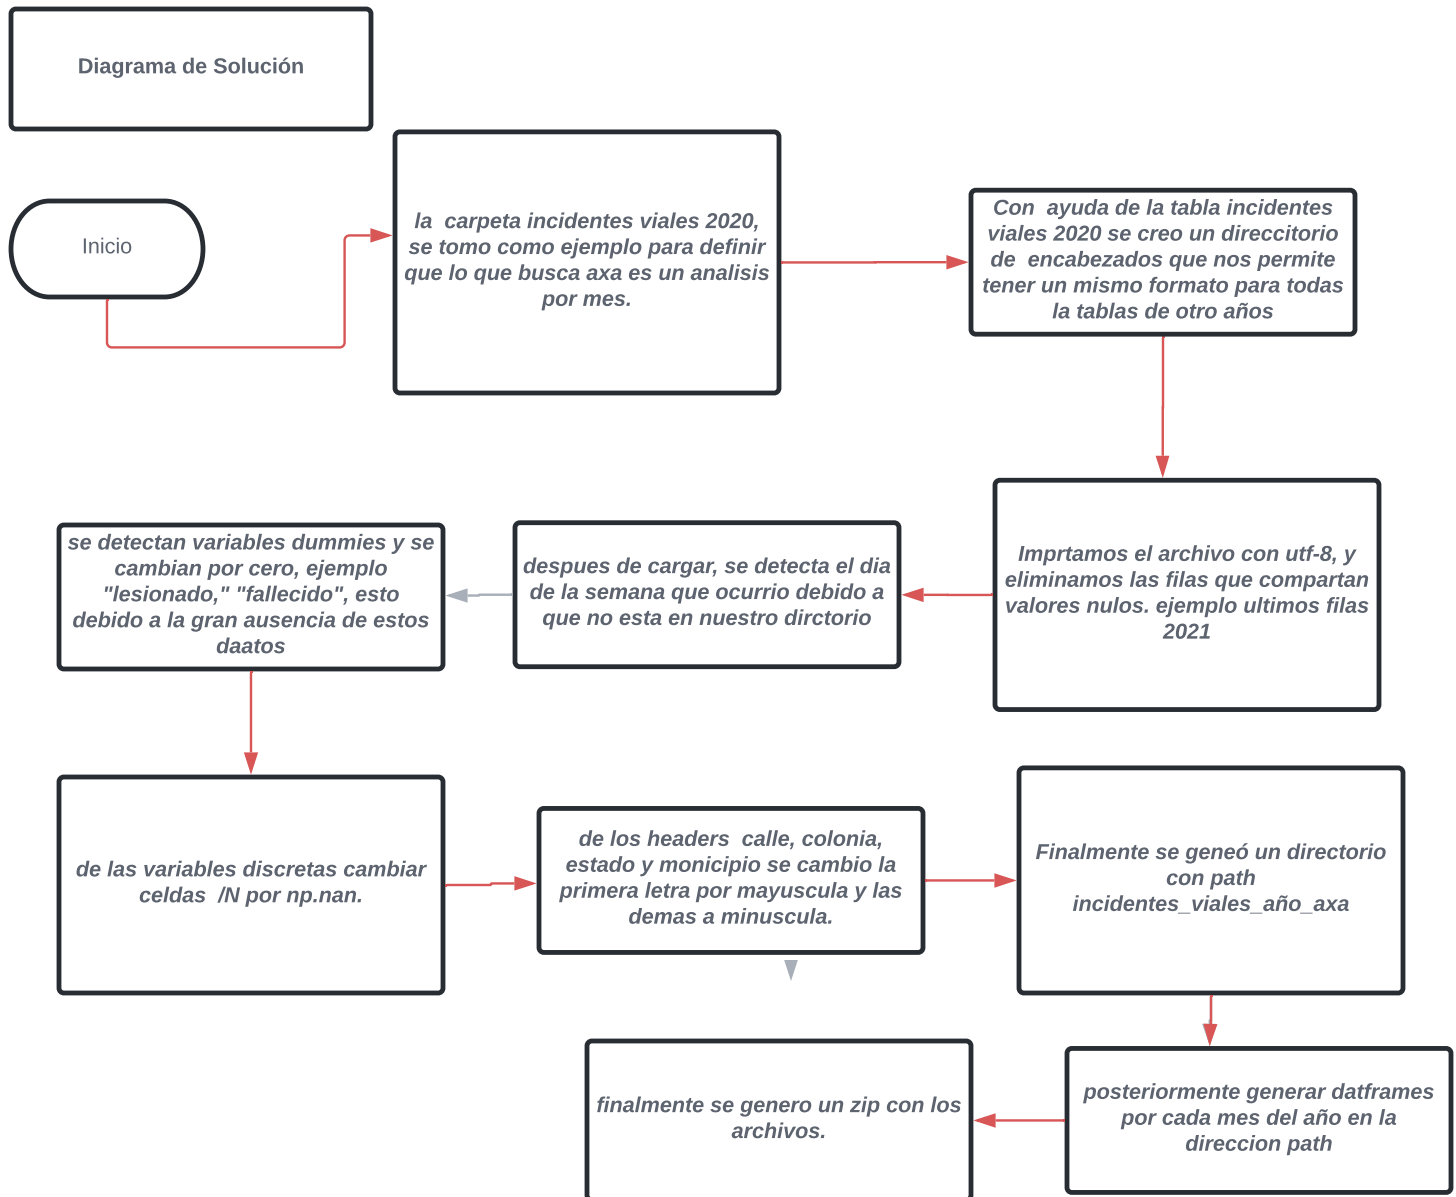 Diagrama de Solución
Inicio
la  carpeta incidentes viales 2020,
se tomo como ejemplo para definir
que lo que busca axa es un analisis
por mes.
Con  ayuda de la tabla incidentes
viales 2020 se creo un direccitorio
de  encabezados que nos permite
tener un mismo formato para todas
la tablas de otro años
Imprtamos el archivo con utf-8, y
eliminamos las filas que compartan
valores nulos. ejemplo ultimos filas
2021
despues de cargar, se detecta el dia
de la semana que ocurrio debido a
que no esta en nuestro dirctorio
se detectan variables dummies y se
cambian por cero, ejemplo
"lesionado," "fallecido", esto
debido a la gran ausencia de estos
daatos
de las variables discretas cambiar
celdas  /N por np.nan.
de los headers  calle, colonia,
estado y monicipio se cambio la
primera letra por mayuscula y las
demas a minuscula.
Finalmente se geneó un directorio
con path
incidentes_viales_año_axa
posteriormente generar datframes
por cada mes del año en la
direccion path
finalmente se genero un zip con los
archivos.